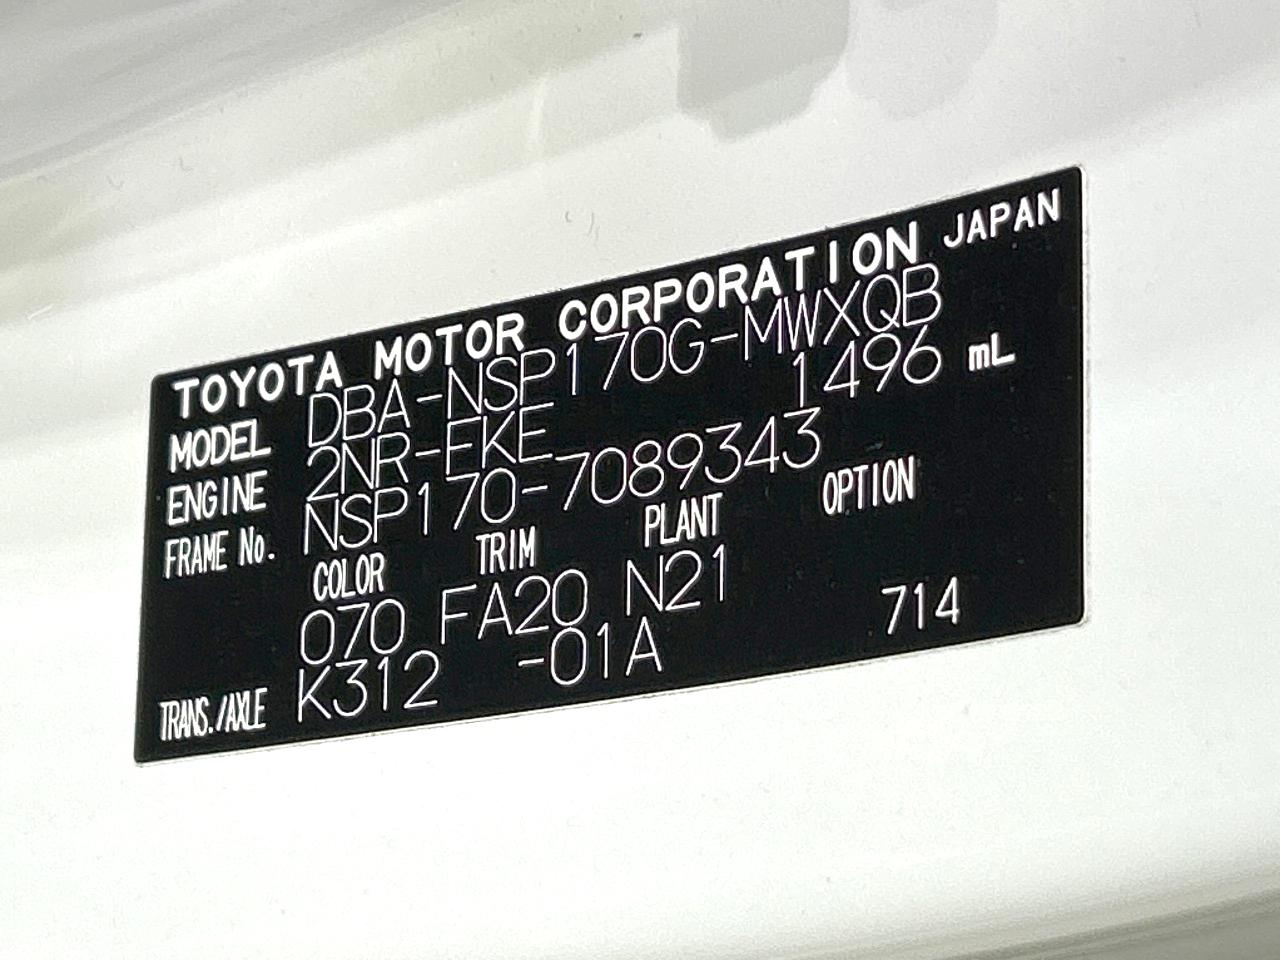 TOYOTA MOTOR CORPORATION JAPAN
MODEL DBA-NSP170G-MWXQB
ENGINE 2NR-FKE 1496 mL
FRAME No. NSP170-7089343
COLOR TRIM PLANT OPTION
070 FA20 N21
TRANS./AXLE K312 -01A 714